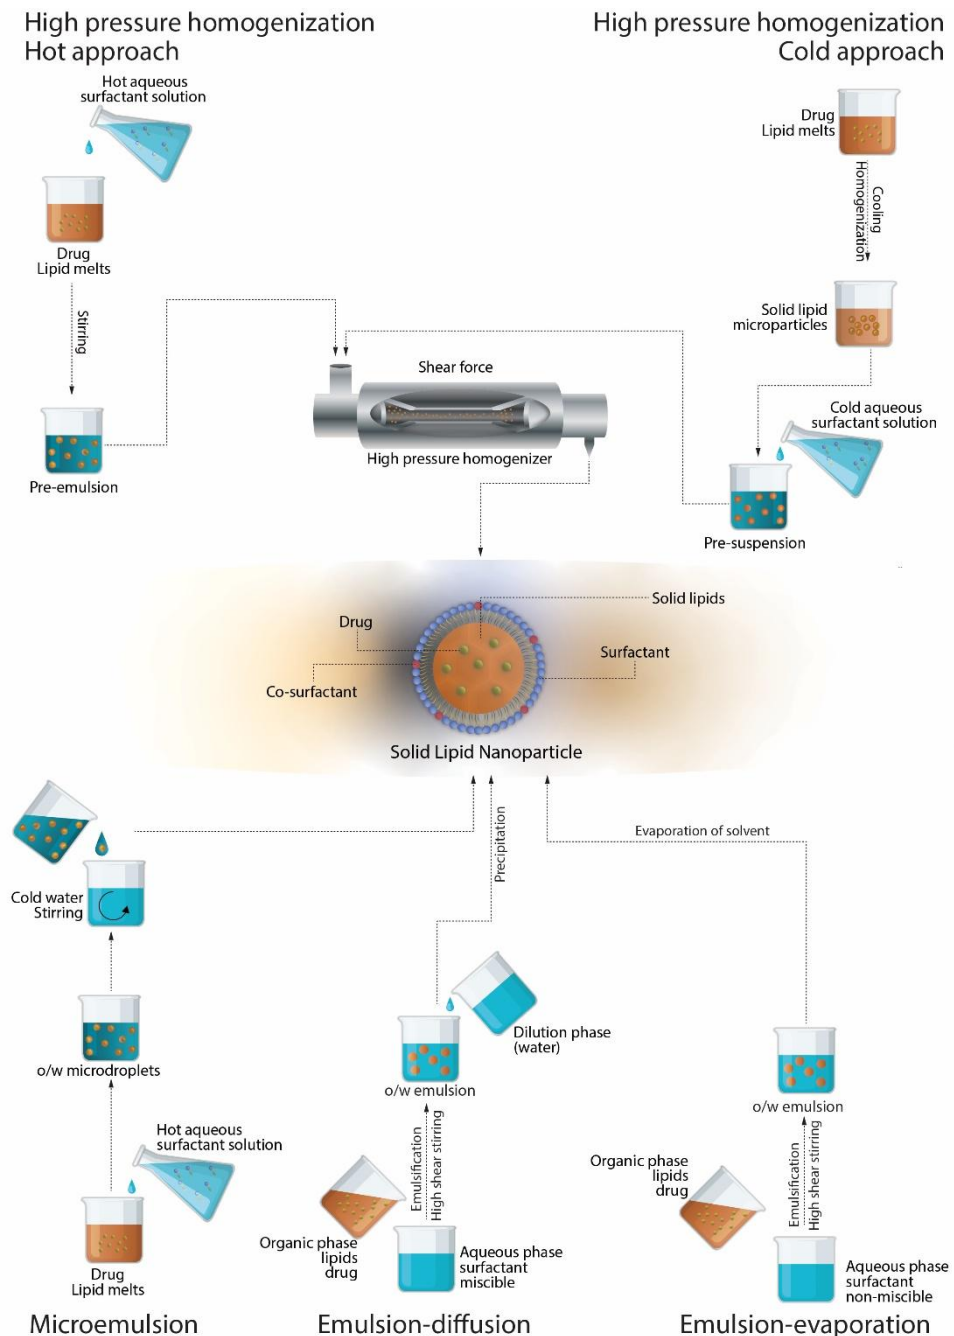 High pressure homogenization
Hot approach
High pressure homogenization
Cold approach
Hot aqueous
surfactant solution
Drug
Lipid melts
Stirring
Pre-emulsion
Drug
Lipid melts
Cooling
Homogenization
Solid lipid
microparticles
Cold aqueous
surfactant solution
Pre-suspension
Shear force
High pressure homogenizer
Solid lipids
Drug
Surfactant
Co-surfactant
Solid Lipid Nanoparticle
Cold water
Stirring
o/w microdroplets
Hot aqueous
surfactant solution
Drug
Lipid melts
Microemulsion
Precipitation
Dilution phase
(water)
o/w emulsion
Emulsification
High shear stirring
Organic phase
lipids
drug
Aqueous phase
surfactant
miscible
Emulsion-diffusion
Evaporation of solvent
o/w emulsion
Emulsification
High shear stirring
Organic phase
lipids
drug
Aqueous phase
surfactant
non-miscible
Emulsion-evaporation